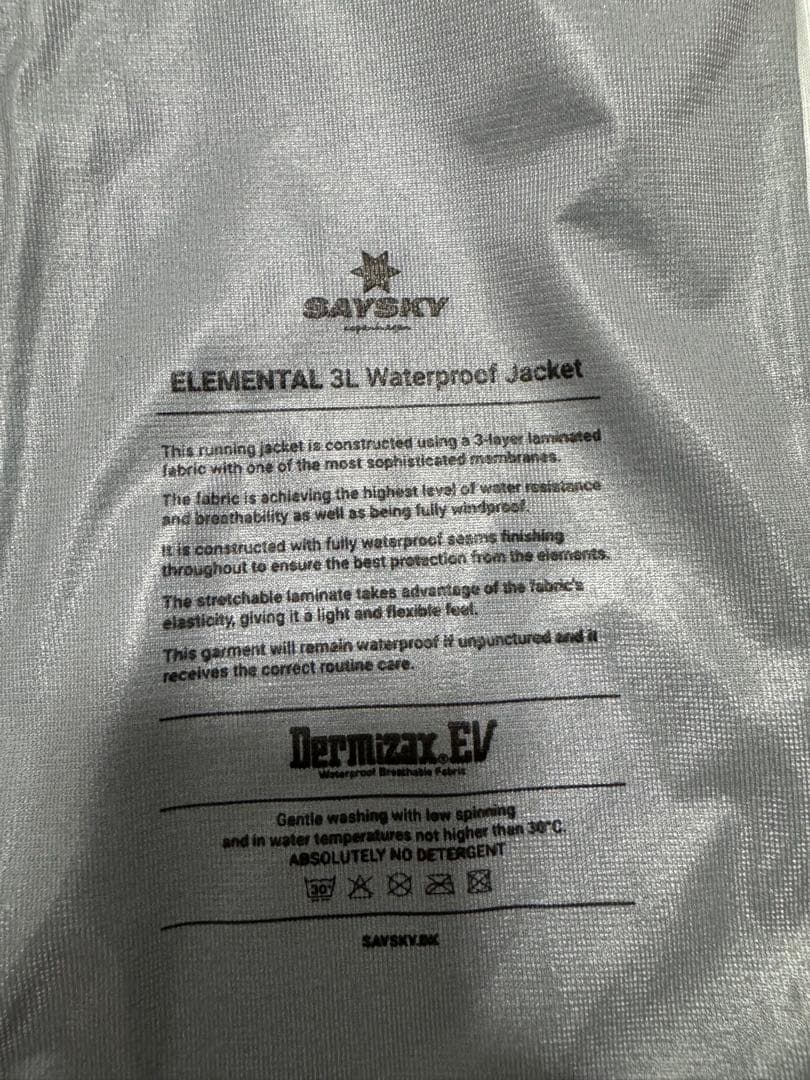 SAYSKY
copenhagen
ELEMENTAL 3L Waterproof Jacket
This running jacket is constructed using a 3-layer laminated
fabric with one of the most sophisticated membranes.
The fabric is achieving the highest level of water resistance
and breathability as well as being fully windproof.
It is constructed with fully waterproof seams finishing
throughout to ensure the best protection from the elements.
The stretchable laminate takes advantage of the fabric's
elasticity, giving it a light and flexible feel.
This garment will remain waterproof if unpunctured and it
receives the correct routine care.
Dermizax®EV
Waterproof Breathable Fabric
Gentle washing with low spinning
and in water temperatures not higher than 30°C.
ABSOLUTELY NO DETERGENT
30°
SAYSKY.DK